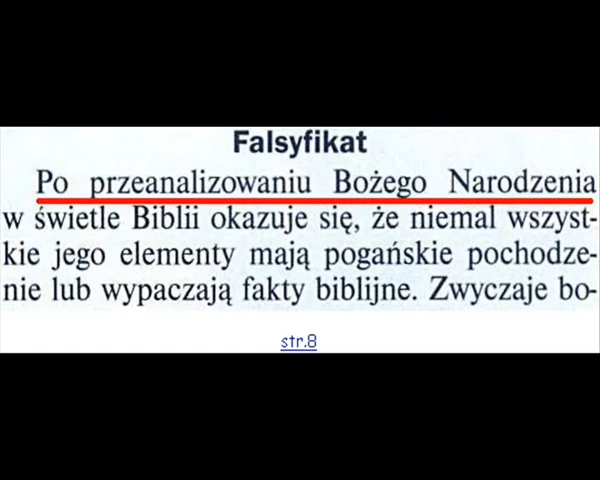 Falsyfikat
Po przeanalizowaniu Bożego Narodzenia
w świetle Biblii okazuje się, że niemal wszyst-
kie jego elementy mają pogańskie pochodze-
nie lub wypaczają fakty biblijne. Zwyczaje bo-
str.8